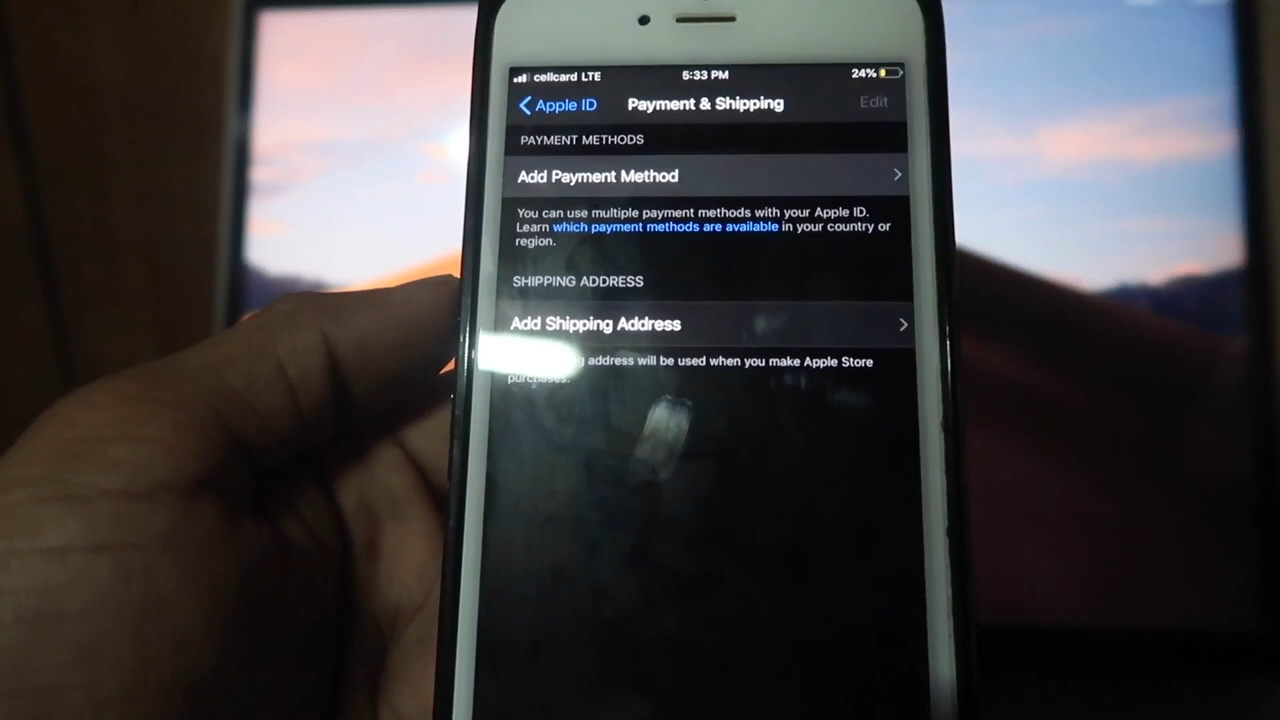 cellcard LTE 5:33 PM 24%
Apple ID Payment & Shipping Edit
PAYMENT METHODS
Add Payment Method
You can use multiple payment methods with your Apple ID.
Learn which payment methods are available in your country or
region.
SHIPPING ADDRESS
Add Shipping Address
address will be used when you make Apple Store
purchases.